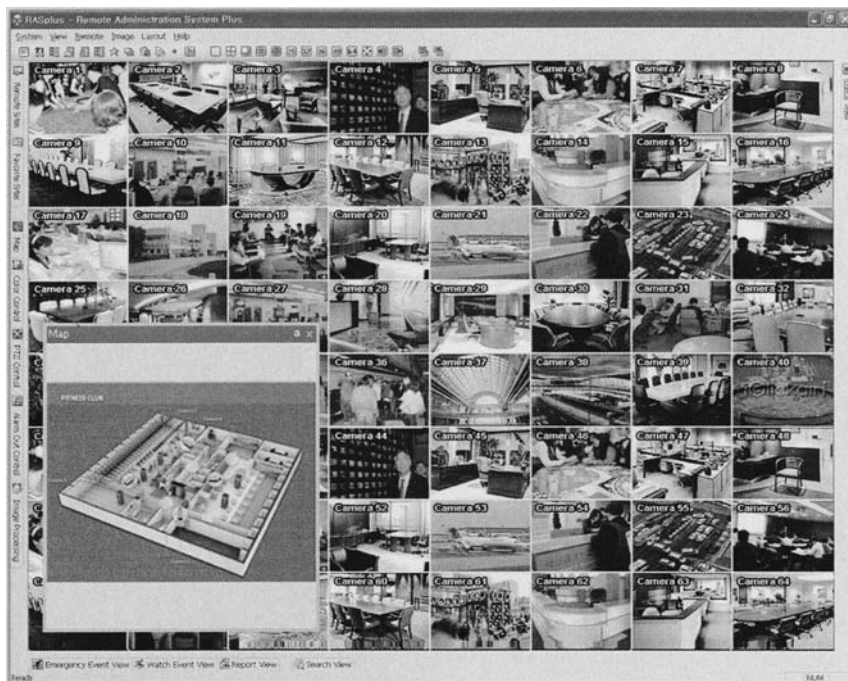 RASplus - Remote Administration System Plus
System View Remote Image Layout Help
Camera 1 Camera 2 Camera 3 Camera 4 Camera 5 Camera 6 Camera 7 Camera 8
Remote Sites
Camera 9 Camera 10 Camera 11 Camera 12 Camera 13 Camera 14 Camera 15 Camera 16
Favorite Sites
Camera 17 Camera 18 Camera 19 Camera 20 Camera 21 Camera 22 Camera 23 Camera 24
Map
Camera 25 Camera 26 Camera 27 Camera 28 Camera 29 Camera 30 Camera 31 Camera 32
Color Control
Map
PTZ Control
Camera 36 Camera 37 Camera 38 Camera 39 Camera 40
FITNESS CLUB
Alarm Out Control
Camera 44 Camera 45 Camera 46 Camera 47 Camera 48
Image Processing
Camera 52 Camera 53 Camera 54 Camera 55 Camera 56
Camera 60 Camera 61 Camera 62 Camera 63 Camera 64
Emergency Event View Watch Event View Report View Search View
Ready NUM